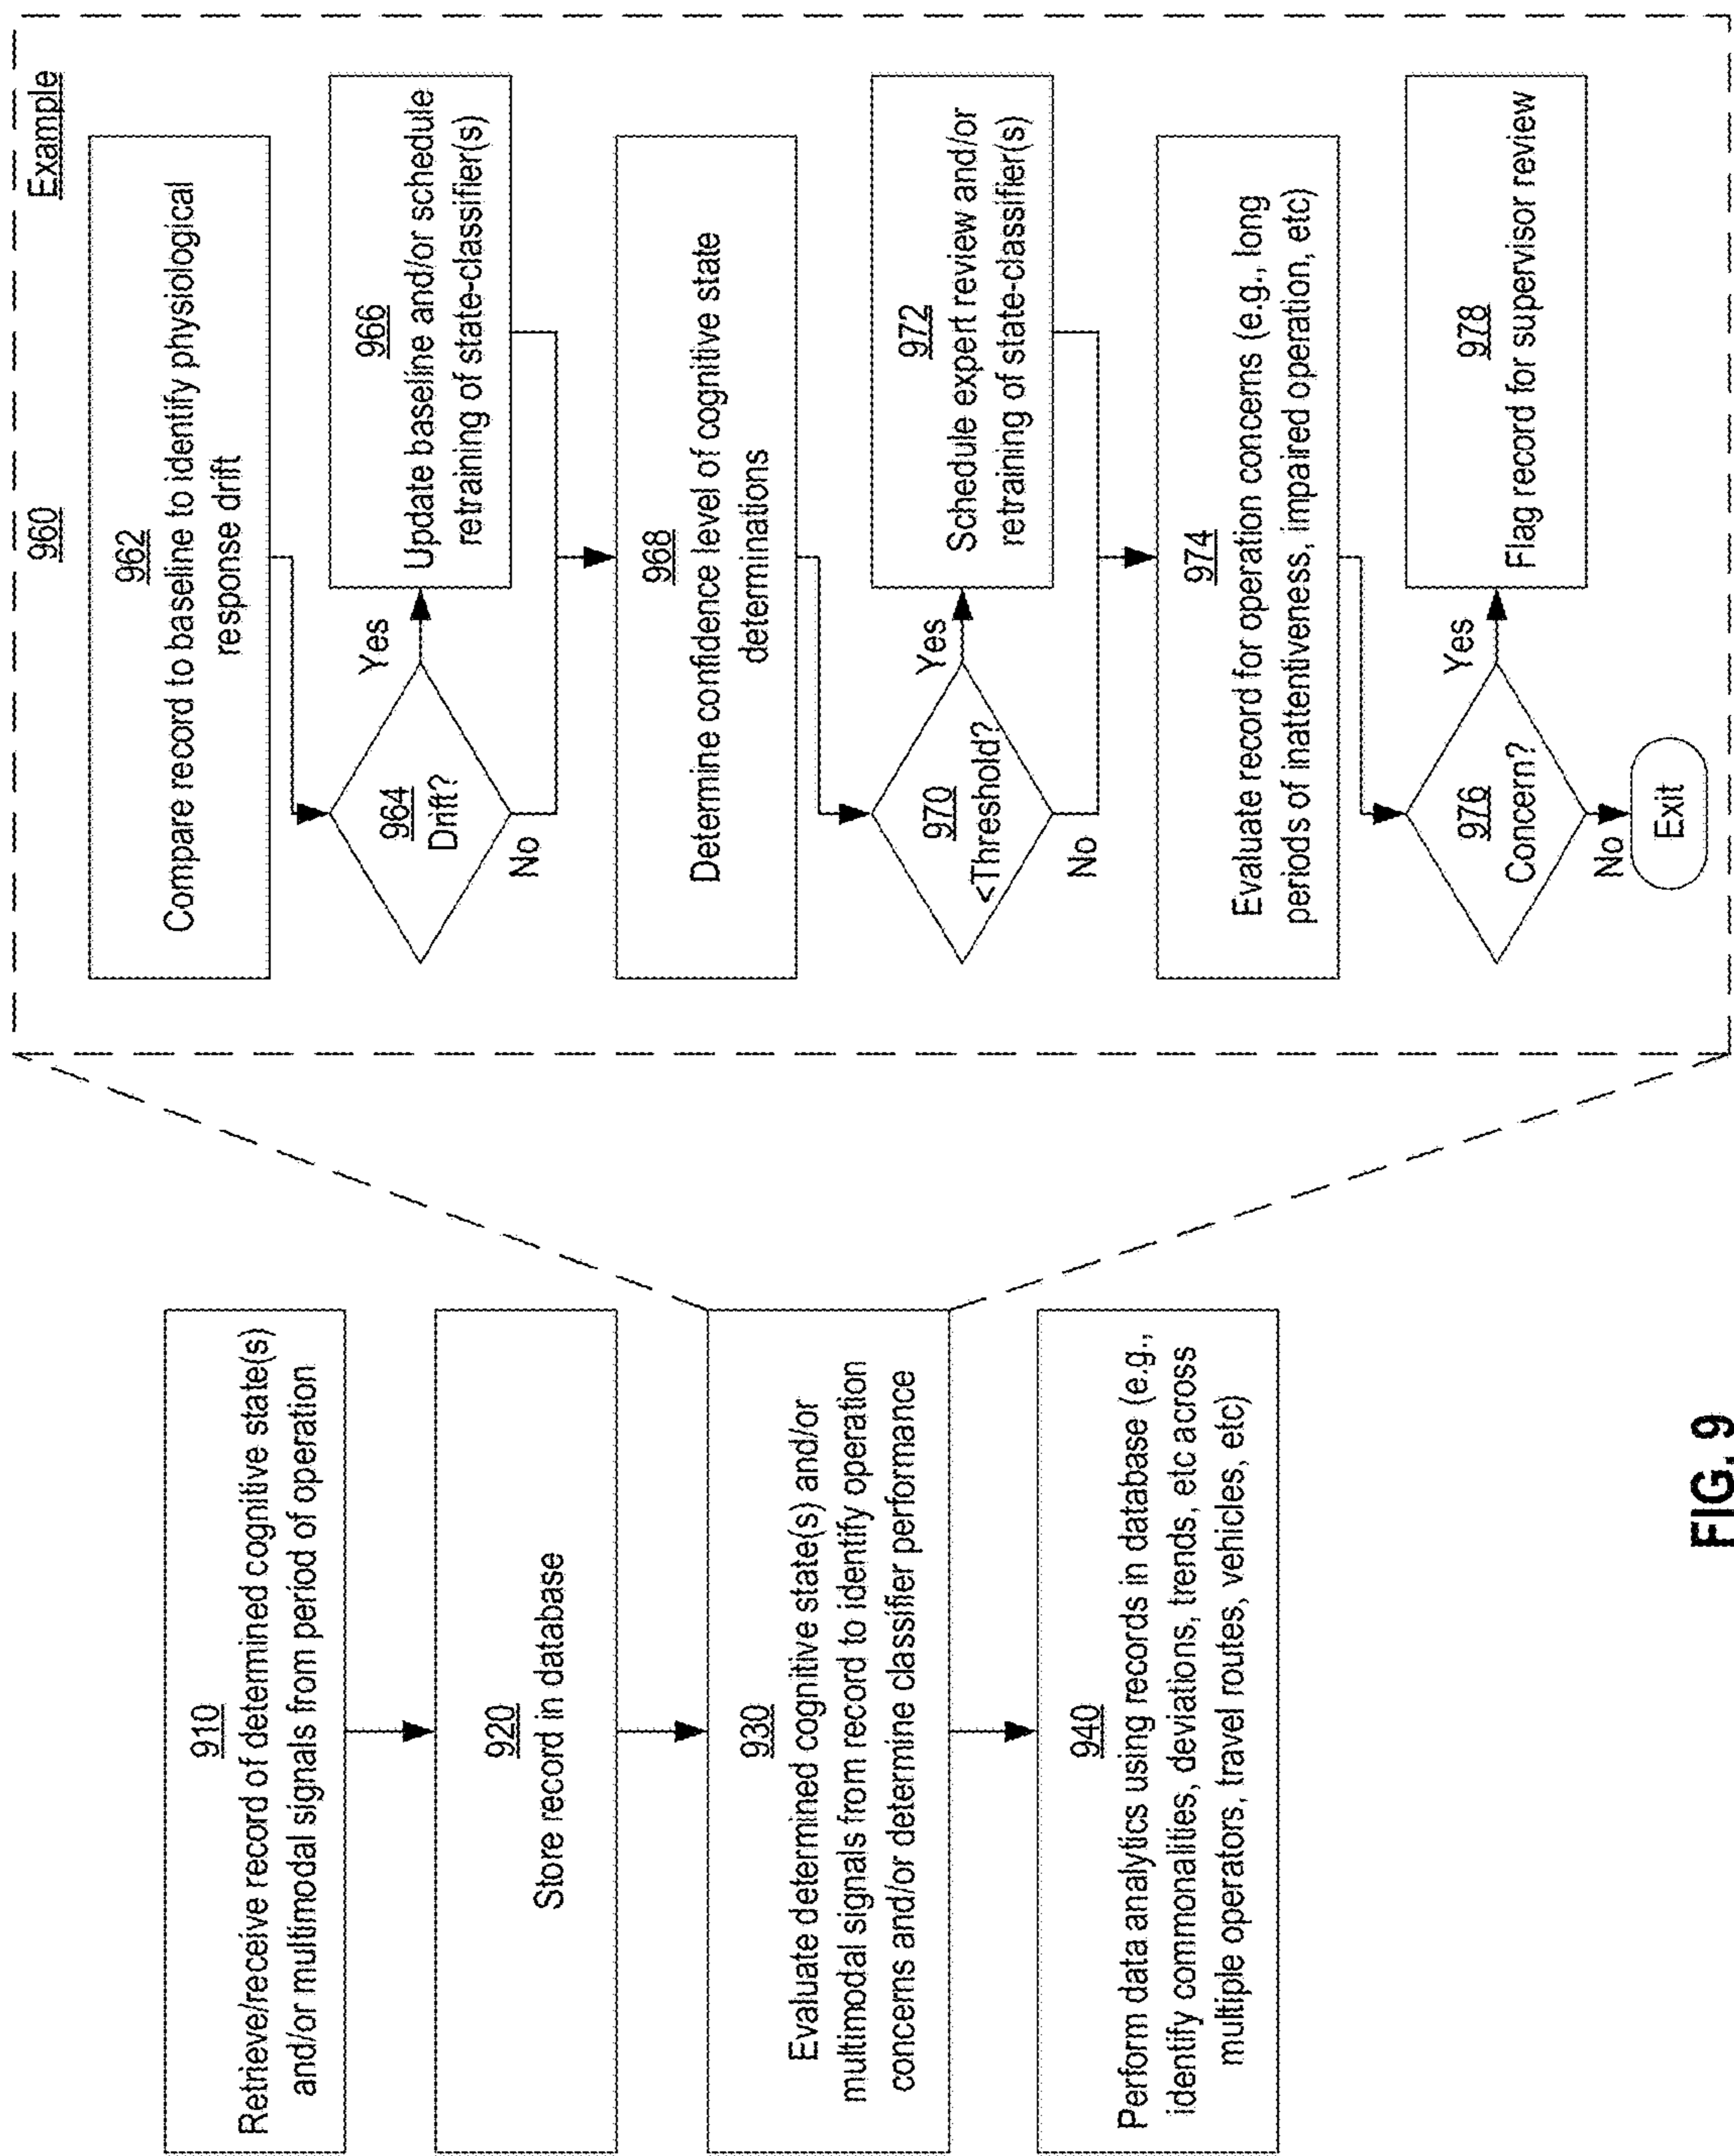 910
Retrieve/receive record of determined cognitive state(s)
and/or multimodal signals from period of operation
920
Store record in database
930
Evaluate determined cognitive state(s) and/or
multimodal signals from record to identify operation
concerns and/or determine classifier performance
940
Perform data analytics using records in database (e.g.,
identify commonalities, deviations, trends, etc across
multiple operators, travel routes, vehicles, etc)
960
Example
962
Compare record to baseline to identify physiological
response drift
964
Drift?
Yes
No
966
Update baseline and/or schedule
retraining of state-classifier(s)
968
Determine confidence level of cognitive state
determinations
970
<Threshold?
Yes
No
972
Schedule expert review and/or
retraining of state-classifier(s)
974
Evaluate record for operation concerns (e.g., long
periods of inattentiveness, impaired operation, etc)
976
Concern?
Yes
No
978
Flag record for supervisor review
Exit
FIG. 9